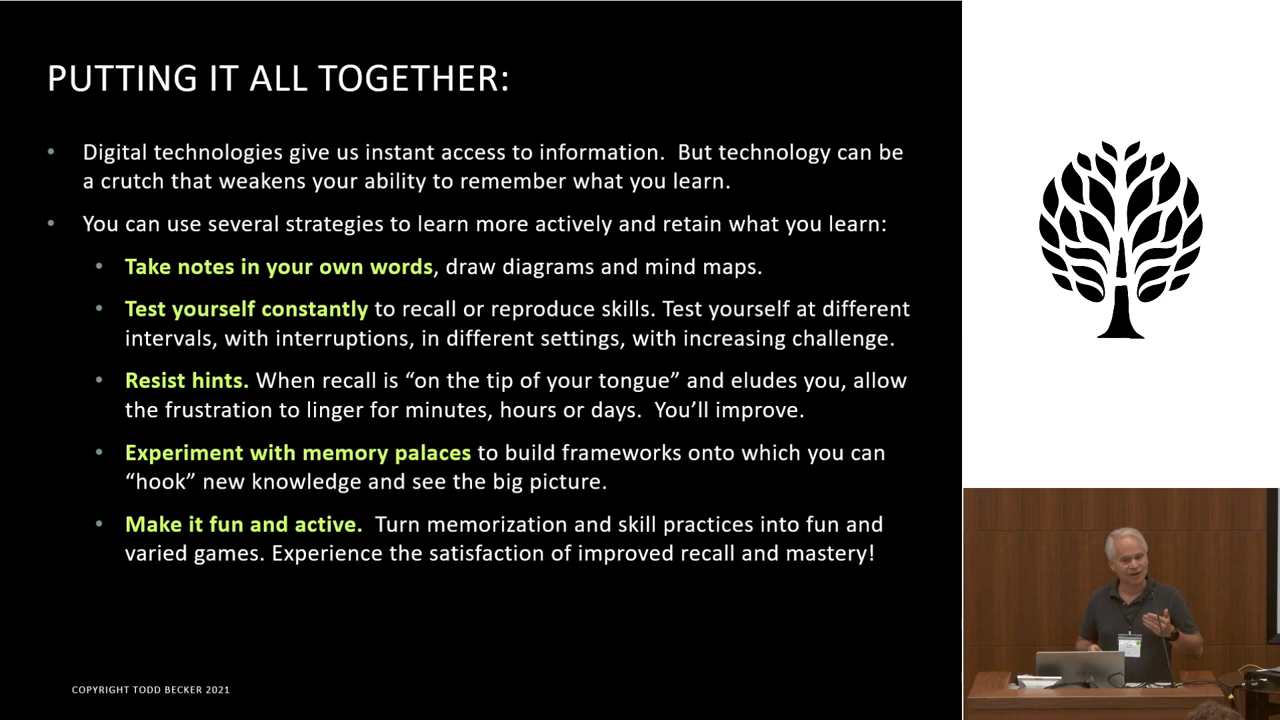 PUTTING IT ALL TOGETHER:
• Digital technologies give us instant access to information.  But technology can be
a crutch that weakens your ability to remember what you learn.
• You can use several strategies to learn more actively and retain what you learn:
• Take notes in your own words, draw diagrams and mind maps.
• Test yourself constantly to recall or reproduce skills. Test yourself at different
intervals, with interruptions, in different settings, with increasing challenge.
• Resist hints. When recall is “on the tip of your tongue” and eludes you, allow
the frustration to linger for minutes, hours or days.  You’ll improve.
• Experiment with memory palaces to build frameworks onto which you can
“hook” new knowledge and see the big picture.
• Make it fun and active.  Turn memorization and skill practices into fun and
varied games. Experience the satisfaction of improved recall and mastery!
COPYRIGHT TODD BECKER 2021